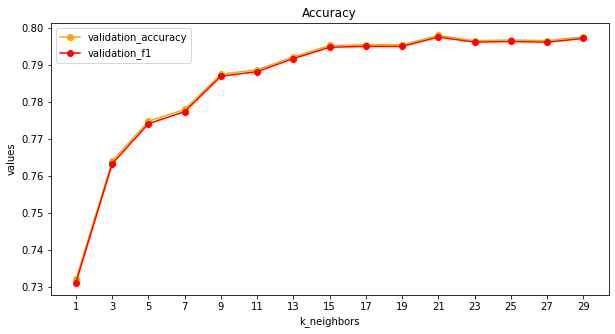 Accuracy
validation_accuracy
validation_f1
0.80
0.79
0.78
0.77
0.76
0.75
0.74
0.73
values
1 3 5 7 9 11 13 15 17 19 21 23 25 27 29
k_neighbors